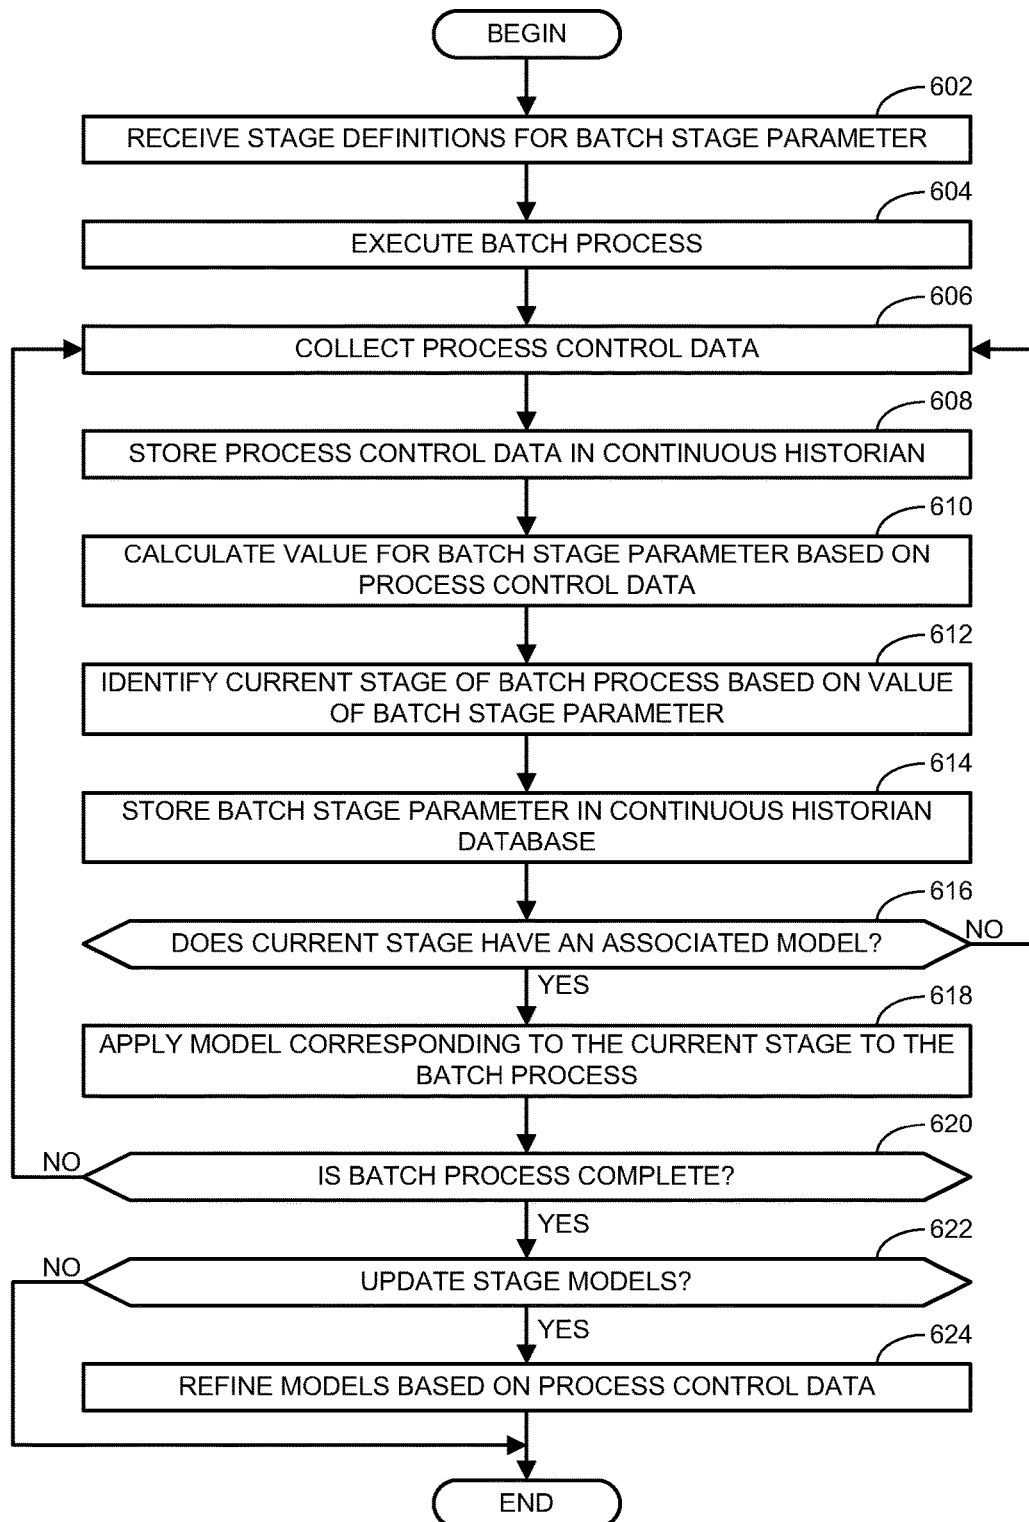 BEGIN
602
RECEIVE STAGE DEFINITIONS FOR BATCH STAGE PARAMETER
604
EXECUTE BATCH PROCESS
606
COLLECT PROCESS CONTROL DATA
608
STORE PROCESS CONTROL DATA IN CONTINUOUS HISTORIAN
610
CALCULATE VALUE FOR BATCH STAGE PARAMETER BASED ON
PROCESS CONTROL DATA
612
IDENTIFY CURRENT STAGE OF BATCH PROCESS BASED ON VALUE
OF BATCH STAGE PARAMETER
614
STORE BATCH STAGE PARAMETER IN CONTINUOUS HISTORIAN
DATABASE
616
DOES CURRENT STAGE HAVE AN ASSOCIATED MODEL?
NO
YES
618
APPLY MODEL CORRESPONDING TO THE CURRENT STAGE TO THE
BATCH PROCESS
620
NO
IS BATCH PROCESS COMPLETE?
YES
622
NO
UPDATE STAGE MODELS?
YES
624
REFINE MODELS BASED ON PROCESS CONTROL DATA
END